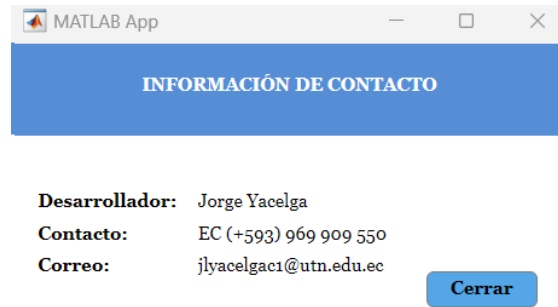 MATLAB App
INFORMACIÓN DE CONTACTO
Desarrollador: Jorge Yacelga
Contacto: EC (+593) 969 909 550
Correo: jlyacelgac1@utn.edu.ec
Cerrar